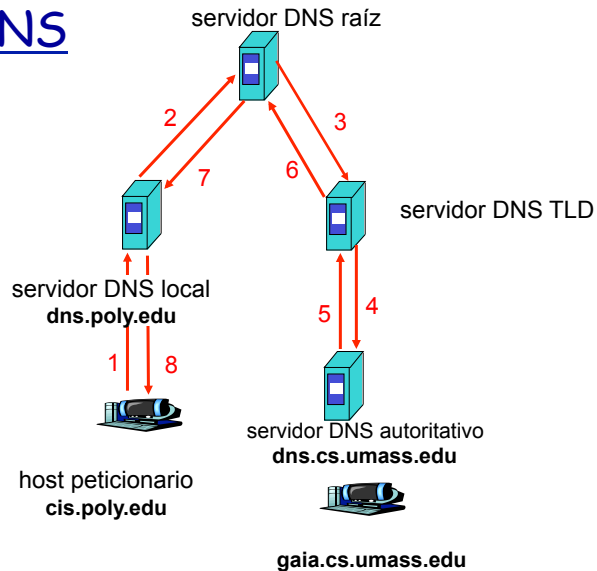 NS
servidor DNS raíz
2
3
7
6
servidor DNS TLD
servidor DNS local
dns.poly.edu
5
4
1
8
servidor DNS autoritativo
dns.cs.umass.edu
host peticionario
cis.poly.edu
gaia.cs.umass.edu